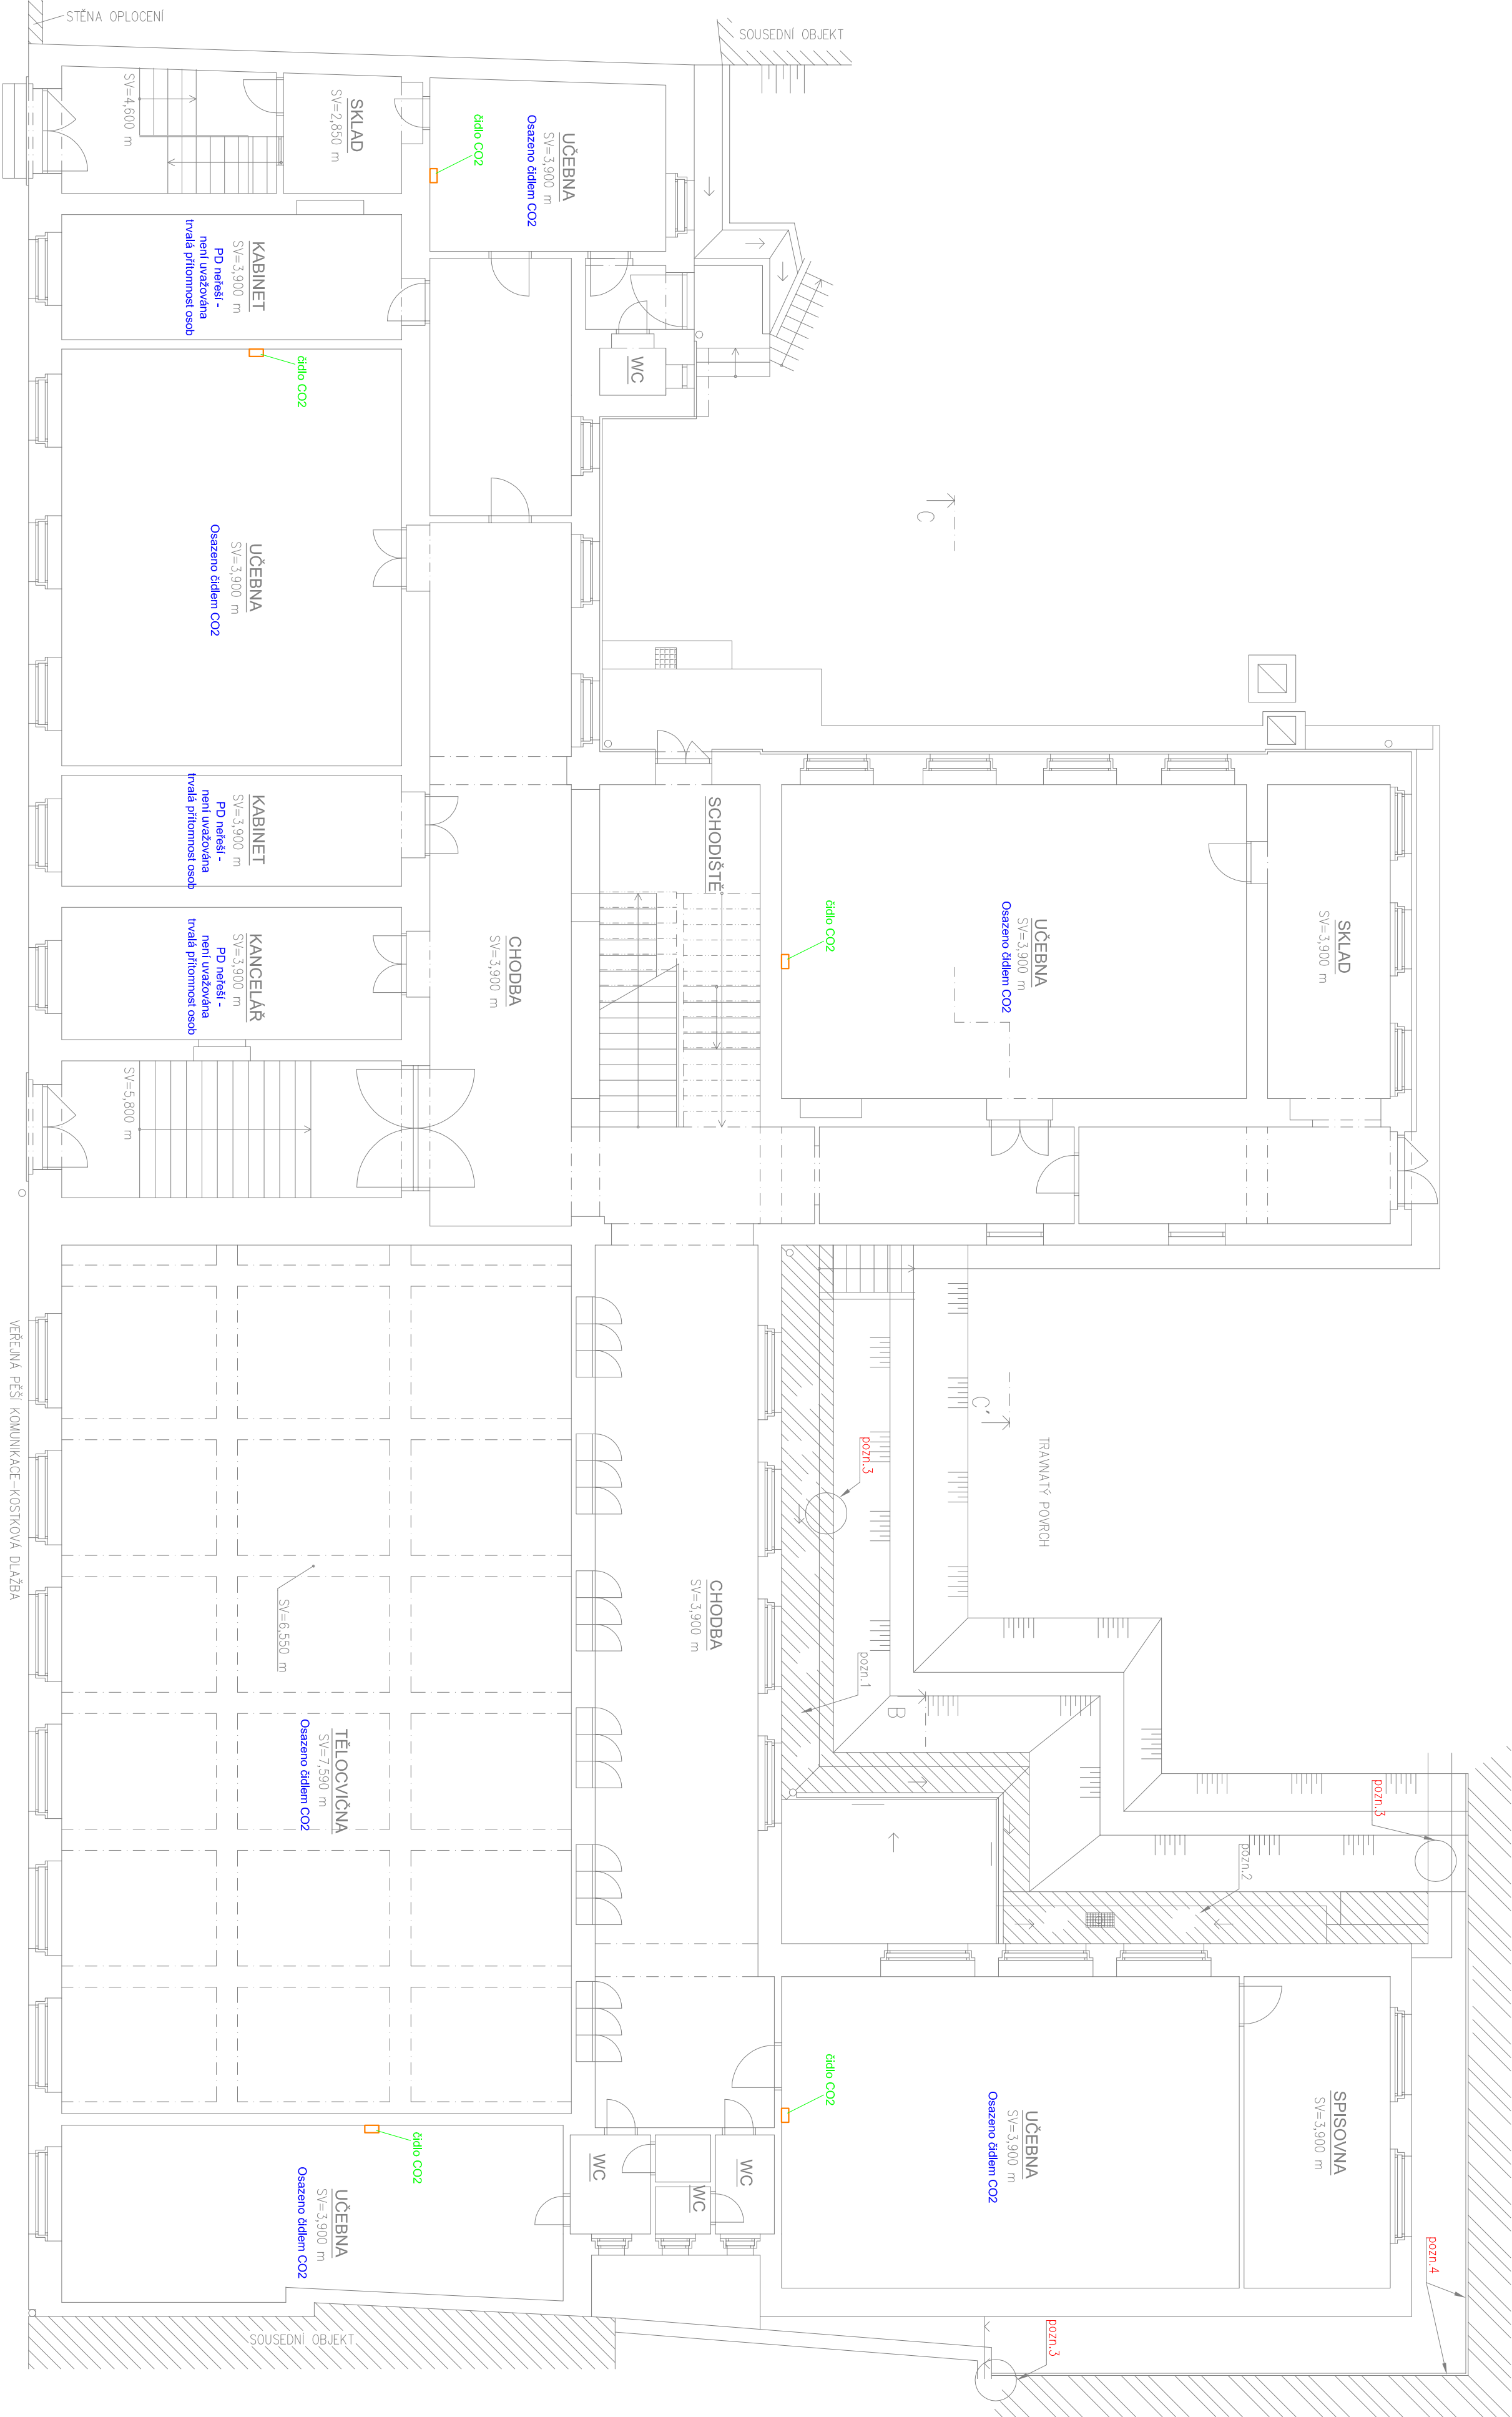 STĚNA OPLOCENÍ
SOUSEDNÍ OBJEKT
SV=4,600 m
SKLAD
SV=2,850 m
čidlo CO2
UČEBNA
SV=3,900 m
Osazeno čidlem CO2
KABINET
SV=3,900 m
PD neřeší -
není uvažována
trvalá přítomnost osob
WC
čidlo CO2
UČEBNA
SV=3,900 m
Osazeno čidlem CO2
C
KABINET
SV=3,900 m
PD neřeší -
není uvažována
trvalá přítomnost osob
SCHODIŠTĚ
KANCELÁŘ
SV=3,900 m
PD neřeší -
není uvažována
trvalá přítomnost osob
CHODBA
SV=3,900 m
čidlo CO2
UČEBNA
SV=3,900 m
Osazeno čidlem CO2
SKLAD
SV=3,900 m
SV=5,800 m
VEŘEJNÁ PĚŠÍ KOMUNIKACE-KOSTKOVÁ DLAŽBA
C'
TRAVNATÝ POVRCH
pozn.3
SV=6,550 m
CHODBA
SV=3,900 m
pozn.1
B
TĚLOCVIČNA
SV=7,590 m
Osazeno čidlem CO2
pozn.3
pozn.2
čidlo CO2
UČEBNA
SV=3,900 m
Osazeno čidlem CO2
SPISOVNA
SV=3,900 m
čidlo CO2
UČEBNA
SV=3,900 m
Osazeno čidlem CO2
WC
WC
WC
pozn.4
SOUSEDNÍ OBJEKT
pozn.3